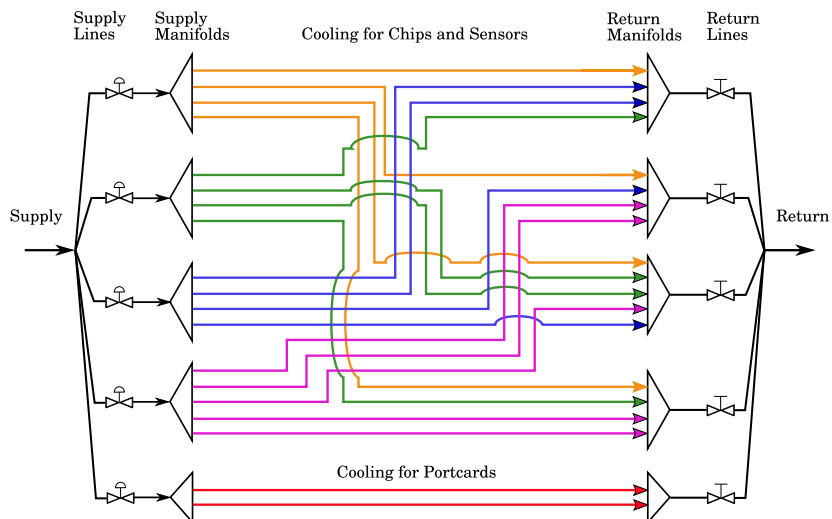 Supply
Lines
Supply
Manifolds
Cooling for Chips and Sensors
Return
Manifolds
Return
Lines
Supply
Return
Cooling for Portcards